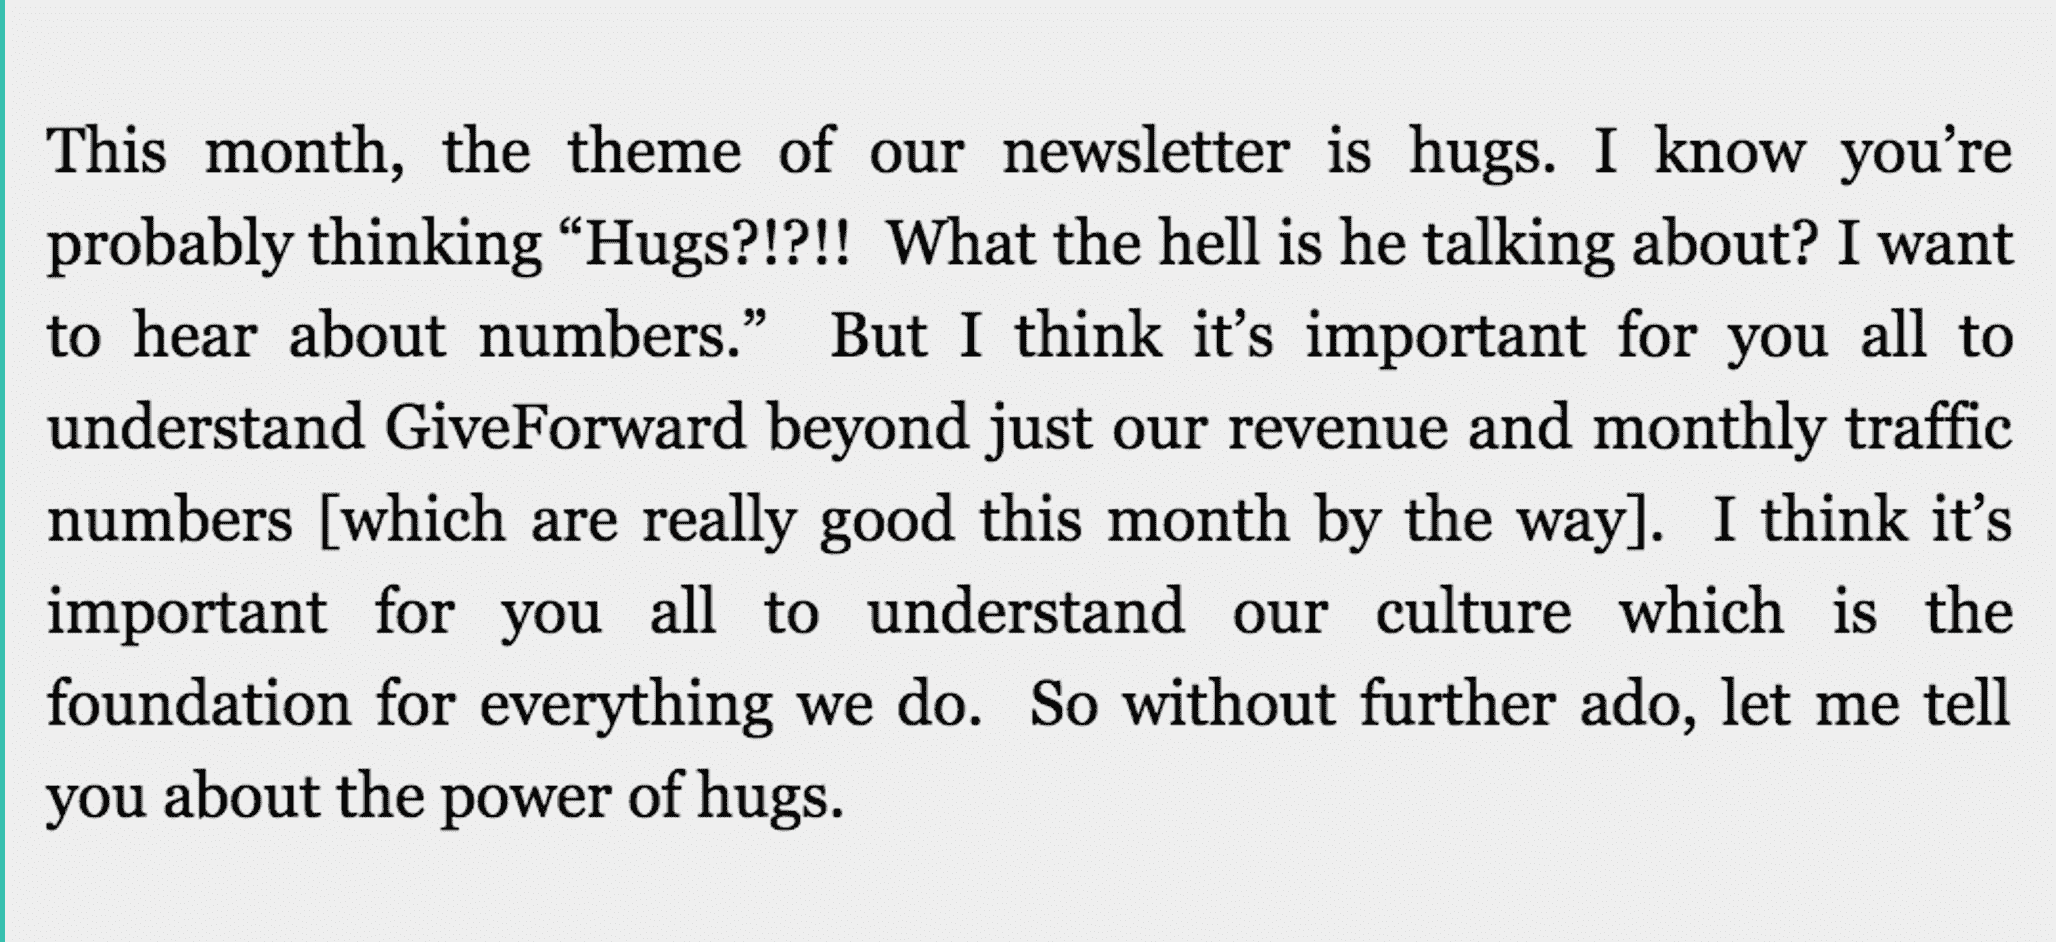 This month, the theme of our newsletter is hugs. I know you’re
probably thinking “Hugs?!?!!  What the hell is he talking about? I want
to hear about numbers.”  But I think it’s important for you all to
understand GiveForward beyond just our revenue and monthly traffic
numbers [which are really good this month by the way].  I think it’s
important for you all to understand our culture which is the
foundation for everything we do.  So without further ado, let me tell
you about the power of hugs.